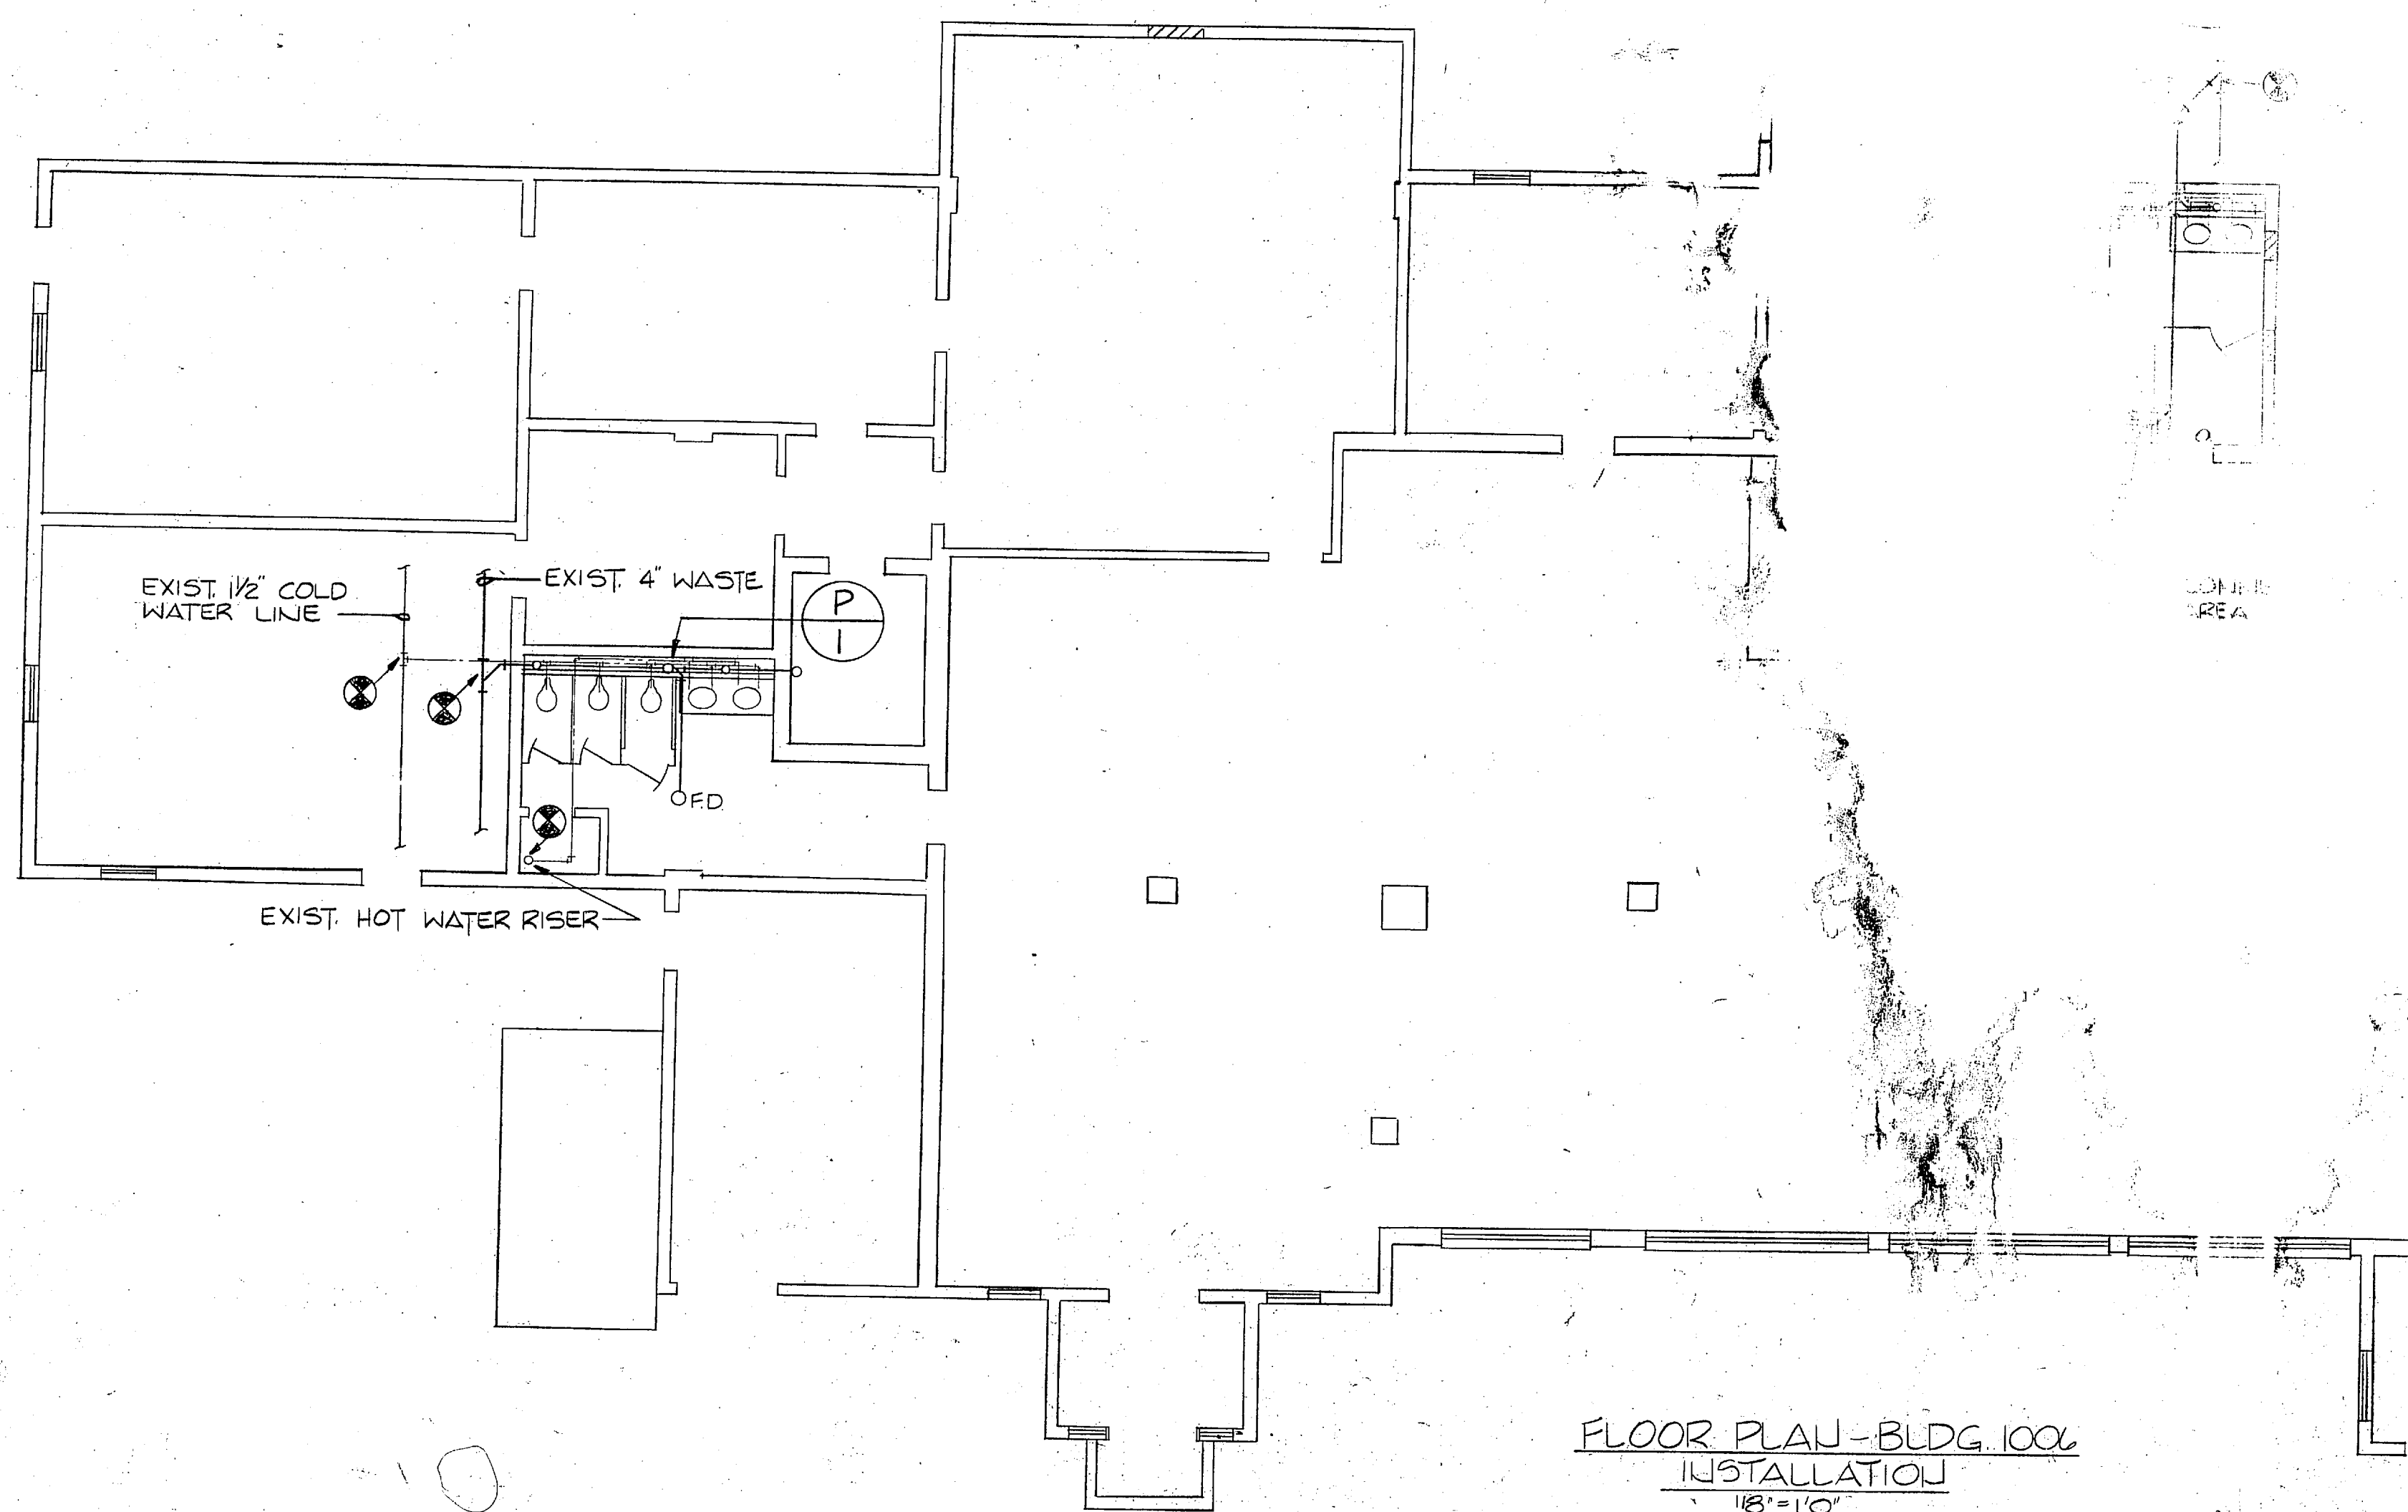 EXIST. 1½" COLD
WATER LINE
EXIST. 4" WASTE
P
1
F.D.
EXIST. HOT WATER RISER
AREA
FLOOR PLAN - BLDG. 1006
INSTALLATION
1/8" = 1'0"